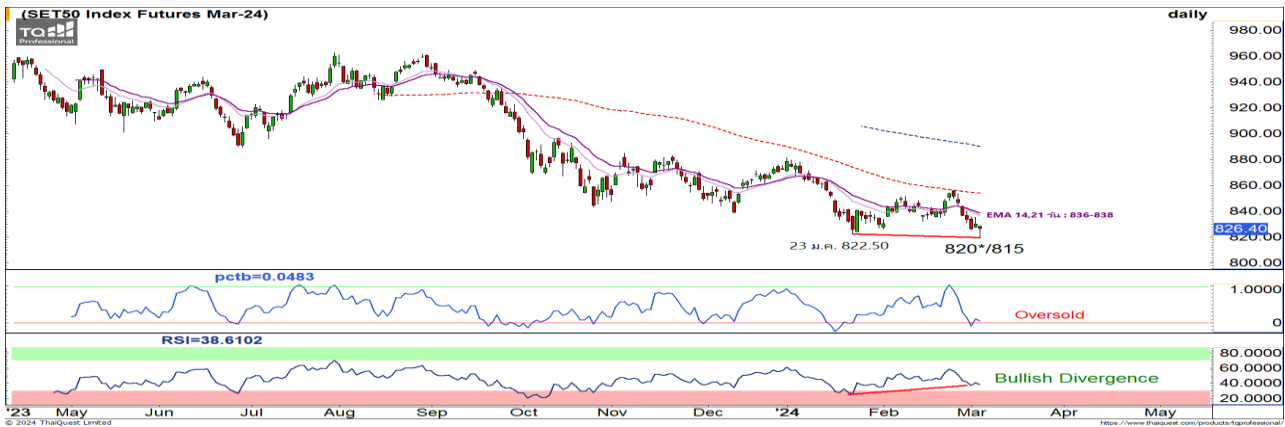 (SET50 Index Futures Mar-24) daily
TQ
Professional
980.00
960.00
940.00
920.00
900.00
880.00
860.00
840.00
EMA 14,21 วัน : 836-838
826.40
820.00
23 ม.ค. 822.50
820*/815
800.00
pctb=0.0483
1.0000
Oversold
0
RSI=38.6102
80.0000
60.0000
Bullish Divergence
40.0000
20.0000
'23 May Jun Jul Aug Sep Oct Nov Dec '24 Feb Mar Apr May
© 2024 ThaiQuest Limited https://www.thaiquest.com/products/tqprofessional/